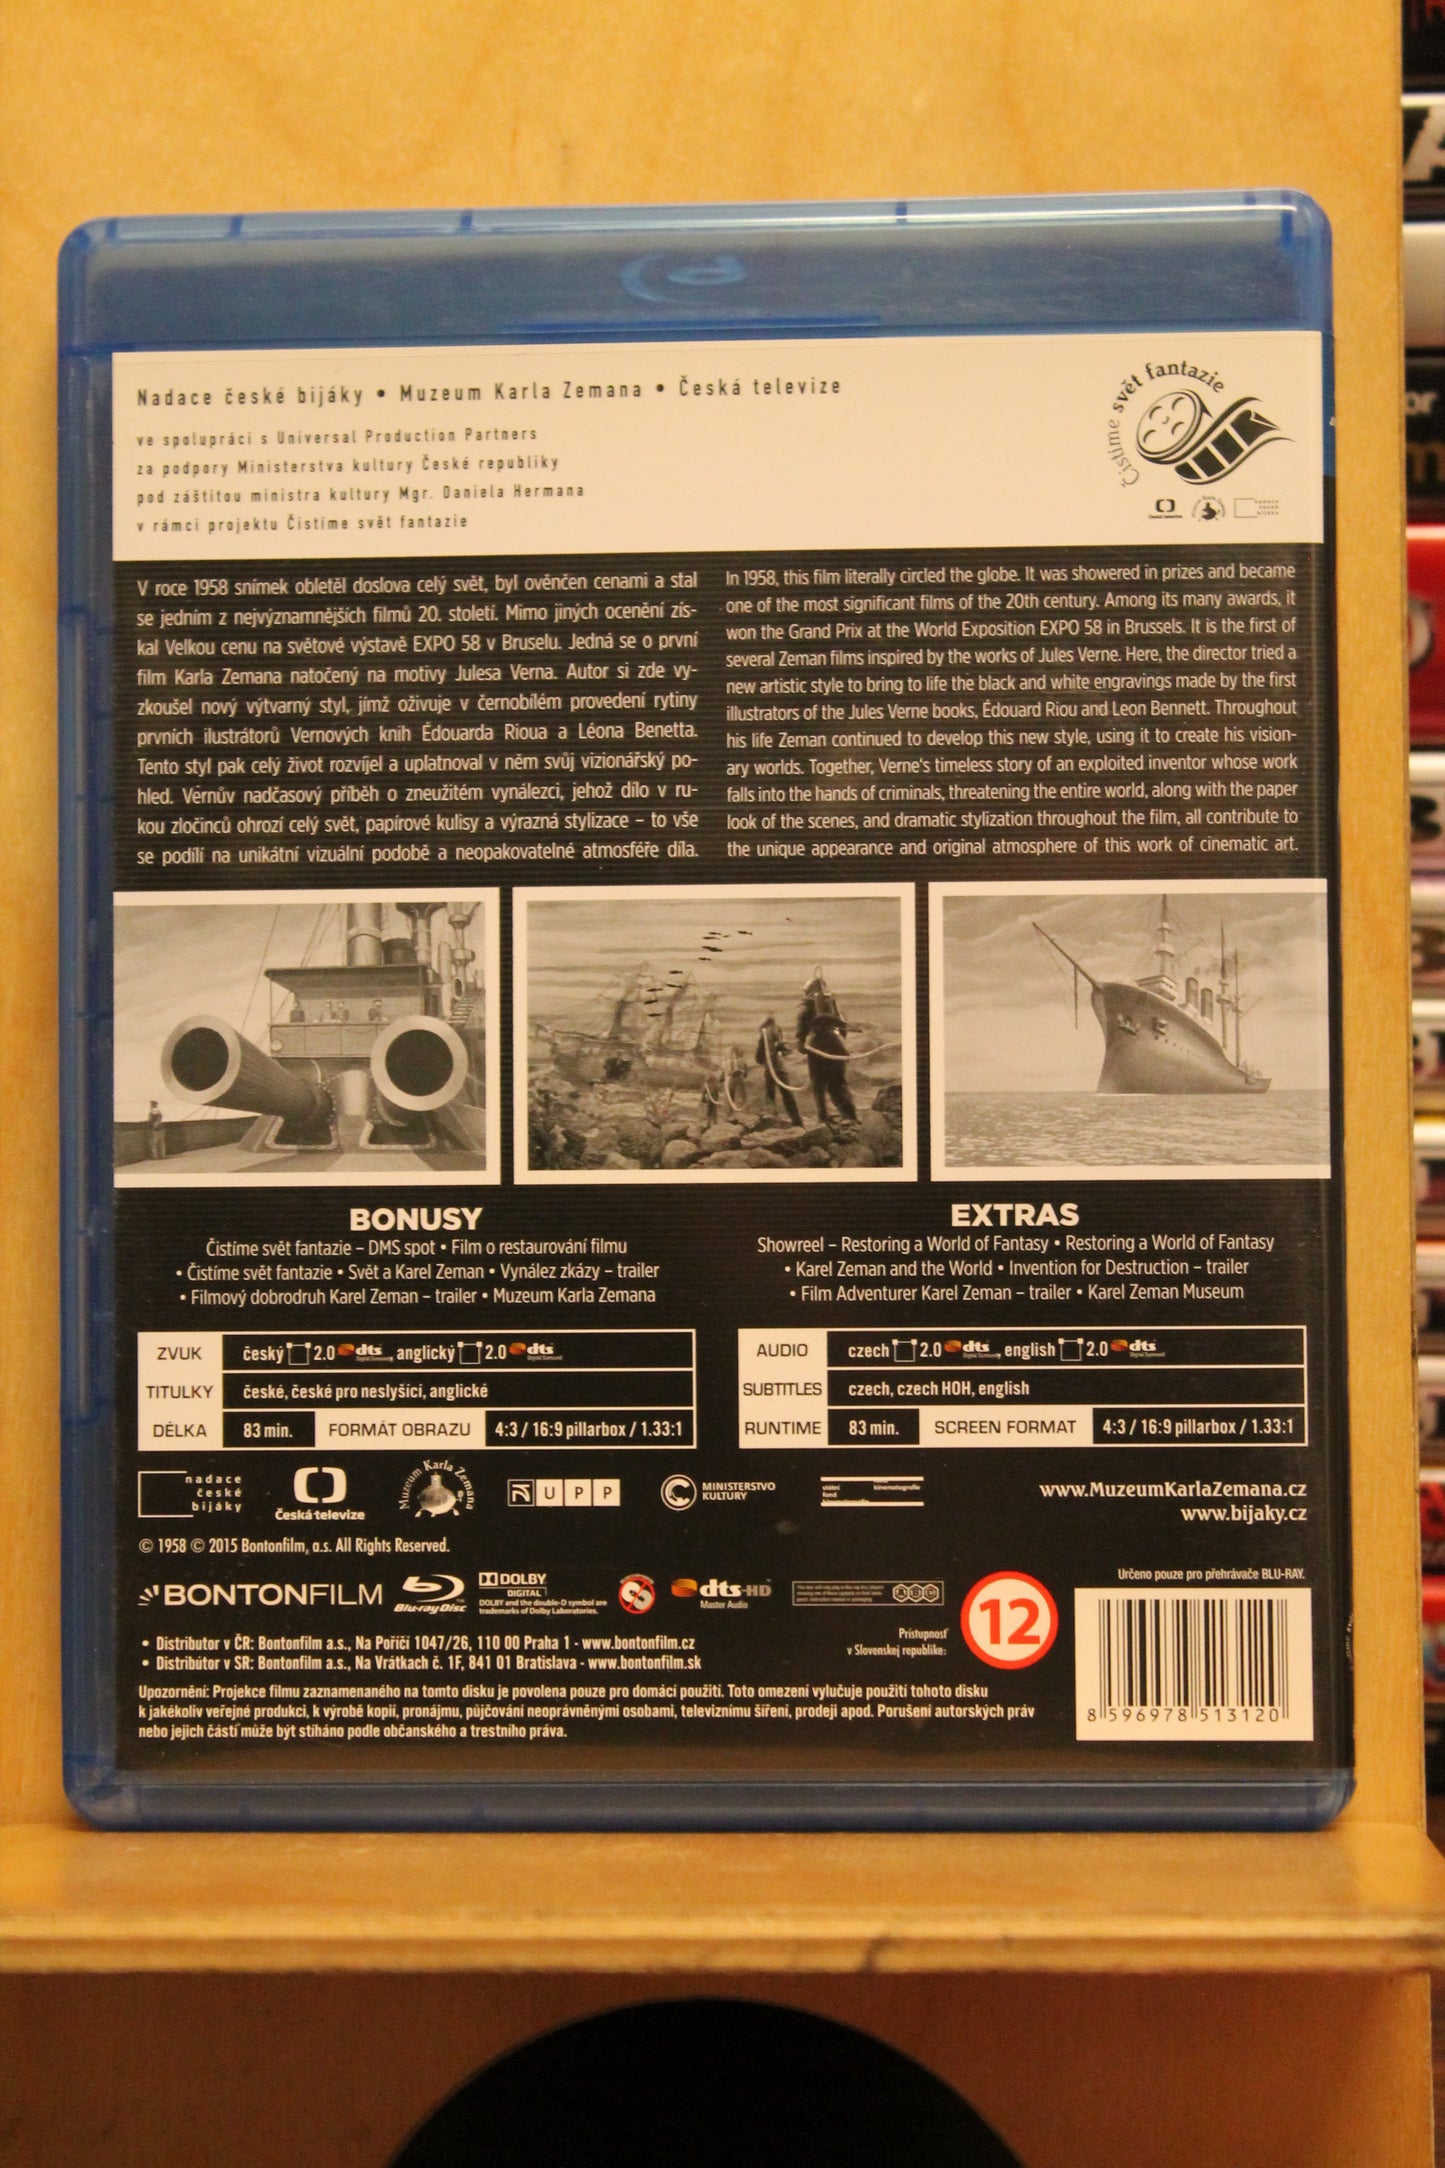 Nadace české bijáky • Muzeum Karla Zemana • Česká televize
ve spolupráci s Universal Production Partners
za podpory Ministerstva kultury České republiky
pod záštitou ministra kultury Mgr. Daniela Hermana
v rámci projektu Čistíme svět fantazie
Čistíme svět fantazie
V roce 1958 snímek obletěl doslova celý svět, byl ověnčen cenami a stal
se jedním z nejvýznamnějších filmů 20. století. Mimo jiných ocenění zís-
kal Velkou cenu na světové výstavě EXPO 58 v Bruselu. Jedná se o první
film Karla Zemana natočený na motivy Julesa Verna. Autor si zde vy-
zkoušel nový výtvarný styl, jímž oživuje v černobílém provedení rytiny
prvních ilustrátorů Vernových knih Édouarda Rioua a Léona Benetta.
Tento styl pak celý život rozvíjel a uplatnoval v něm svůj vizionářský po-
hled. Vernův nadčasový příběh o zneužitém vynálezci, jehož dílo v ru-
kou zločinců ohrozí celý svět, papírové kulisy a výrazná stylizace – to vše
se podílí na unikátní vizuální podobě a neopakovatelné atmosféře díla.
In 1958, this film literally circled the globe. It was showered in prizes and became
one of the most significant films of the 20th century. Among its many awards, it
won the Grand Prix at the World Exposition EXPO 58 in Brussels. It is the first of
several Zeman films inspired by the works of Jules Verne. Here, the director tried a
new artistic style to bring to life the black and white engravings made by the first
illustrators of the Jules Verne books, Édouard Riou and Leon Bennett. Throughout
his life Zeman continued to develop this new style, using it to create his vision-
ary worlds. Together, Verne's timeless story of an exploited inventor whose work
falls into the hands of criminals, threatening the entire world, along with the paper
look of the scenes, and dramatic stylization throughout the film, all contribute to
the unique appearance and original atmosphere of this work of cinematic art.
BONUSY
Čistíme svět fantazie – DMS spot • Film o restaurování filmu
• Čistíme svět fantazie • Svět a Karel Zeman • Vynález zkázy – trailer
• Filmový dobrodruh Karel Zeman – trailer • Muzeum Karla Zemana
EXTRAS
Showreel – Restoring a World of Fantasy • Restoring a World of Fantasy
• Karel Zeman and the World • Invention for Destruction – trailer
• Film Adventurer Karel Zeman – trailer • Karel Zeman Museum
ZVUK český 2.0 dts, anglický 2.0 dts
TITULKY české, české pro neslyšící, anglické
DÉLKA 83 min. FORMÁT OBRAZU 4:3 / 16:9 pillarbox / 1.33:1
AUDIO czech 2.0 dts, english 2.0 dts
SUBTITLES czech, czech HOH, english
RUNTIME 83 min. SCREEN FORMAT 4:3 / 16:9 pillarbox / 1.33:1
nadace
české
bijáky
Česká televize
Muzeum Karla Zemana
UPP
MINISTERSTVO
KULTURY
státní
fond
kinematografie
www.MuzeumKarlaZemana.cz
www.bijaky.cz
© 1958 © 2015 Bontonfilm, a.s. All Rights Reserved.
BONTONFILM
Blu-ray Disc
DOLBY
DIGITAL
DOLBY and the double-D symbol are
trademarks of Dolby Laboratories.
dts-HD
Master Audio
Prístupnosť
v Slovenskej republike:
12
Určeno pouze pro přehrávače BLU-RAY.
8 596978 513120
• Distributor v ČR: Bontonfilm a.s., Na Poříčí 1047/26, 110 00 Praha 1 - www.bontonfilm.cz
• Distribútor v SR: Bontonfilm a.s., Na Vrátkach č. 1F, 841 01 Bratislava - www.bontonfilm.sk
Upozornění: Projekce filmu zaznamenaného na tomto disku je povolena pouze pro domácí použití. Toto omezení vylučuje použití tohoto disku
k jakékoliv veřejné produkci, k výrobě kopií, pronájmu, půjčování neoprávněnými osobami, televiznímu šíření, prodeji apod. Porušení autorských práv
nebo jejich částí může být stíháno podle občanského a trestního práva.